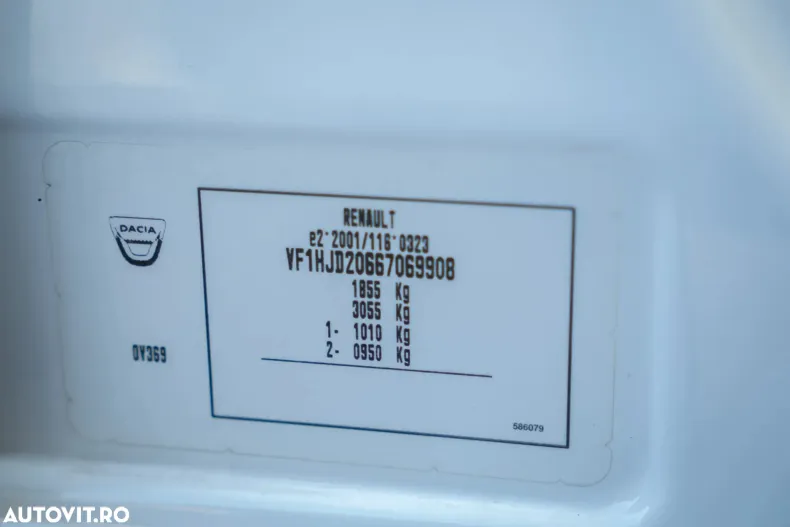 DACIA
RENAULT
e2*2001/116*0323
VF1HJD20667069908
1855 Kg
3055 Kg
1- 1010 Kg
2- 0950 Kg
0V369
586079
AUTOVIT.RO